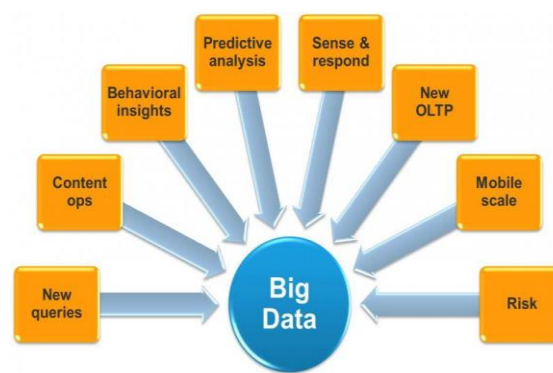 Predictive
analysis
Sense &
respond
Behavioral
insights
New
OLTP
Content
ops
Mobile
scale
New
queries
Big
Data
Risk